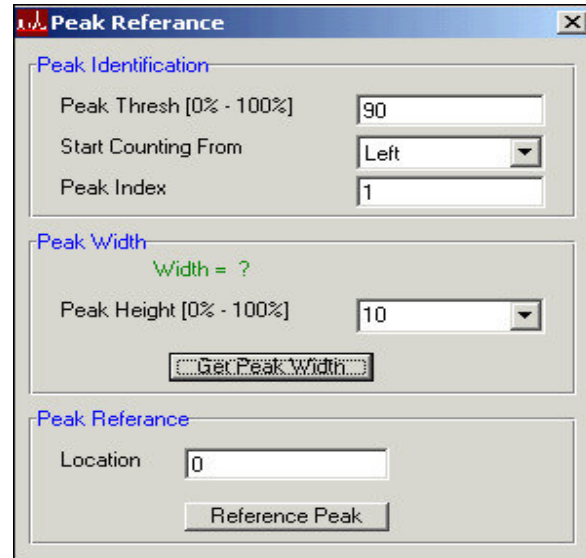 Peak Referance
Peak Identification
Peak Thresh [0% - 100%] 90
Start Counting From Left
Peak Index 1
Peak Width
Width = ?
Peak Height [0% - 100%] 10
Get Peak Width
Peak Referance
Location 0
Reference Peak